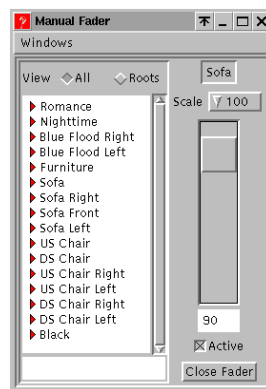 Manual Fader
Windows
View All Roots
Romance
Nighttime
Blue Flood Right
Blue Flood Left
Furniture
Sofa
Sofa Right
Sofa Front
Sofa Left
US Chair
DS Chair
US Chair Right
US Chair Left
DS Chair Right
DS Chair Left
Black
Sofa
Scale 100
90
Active
Close Fader